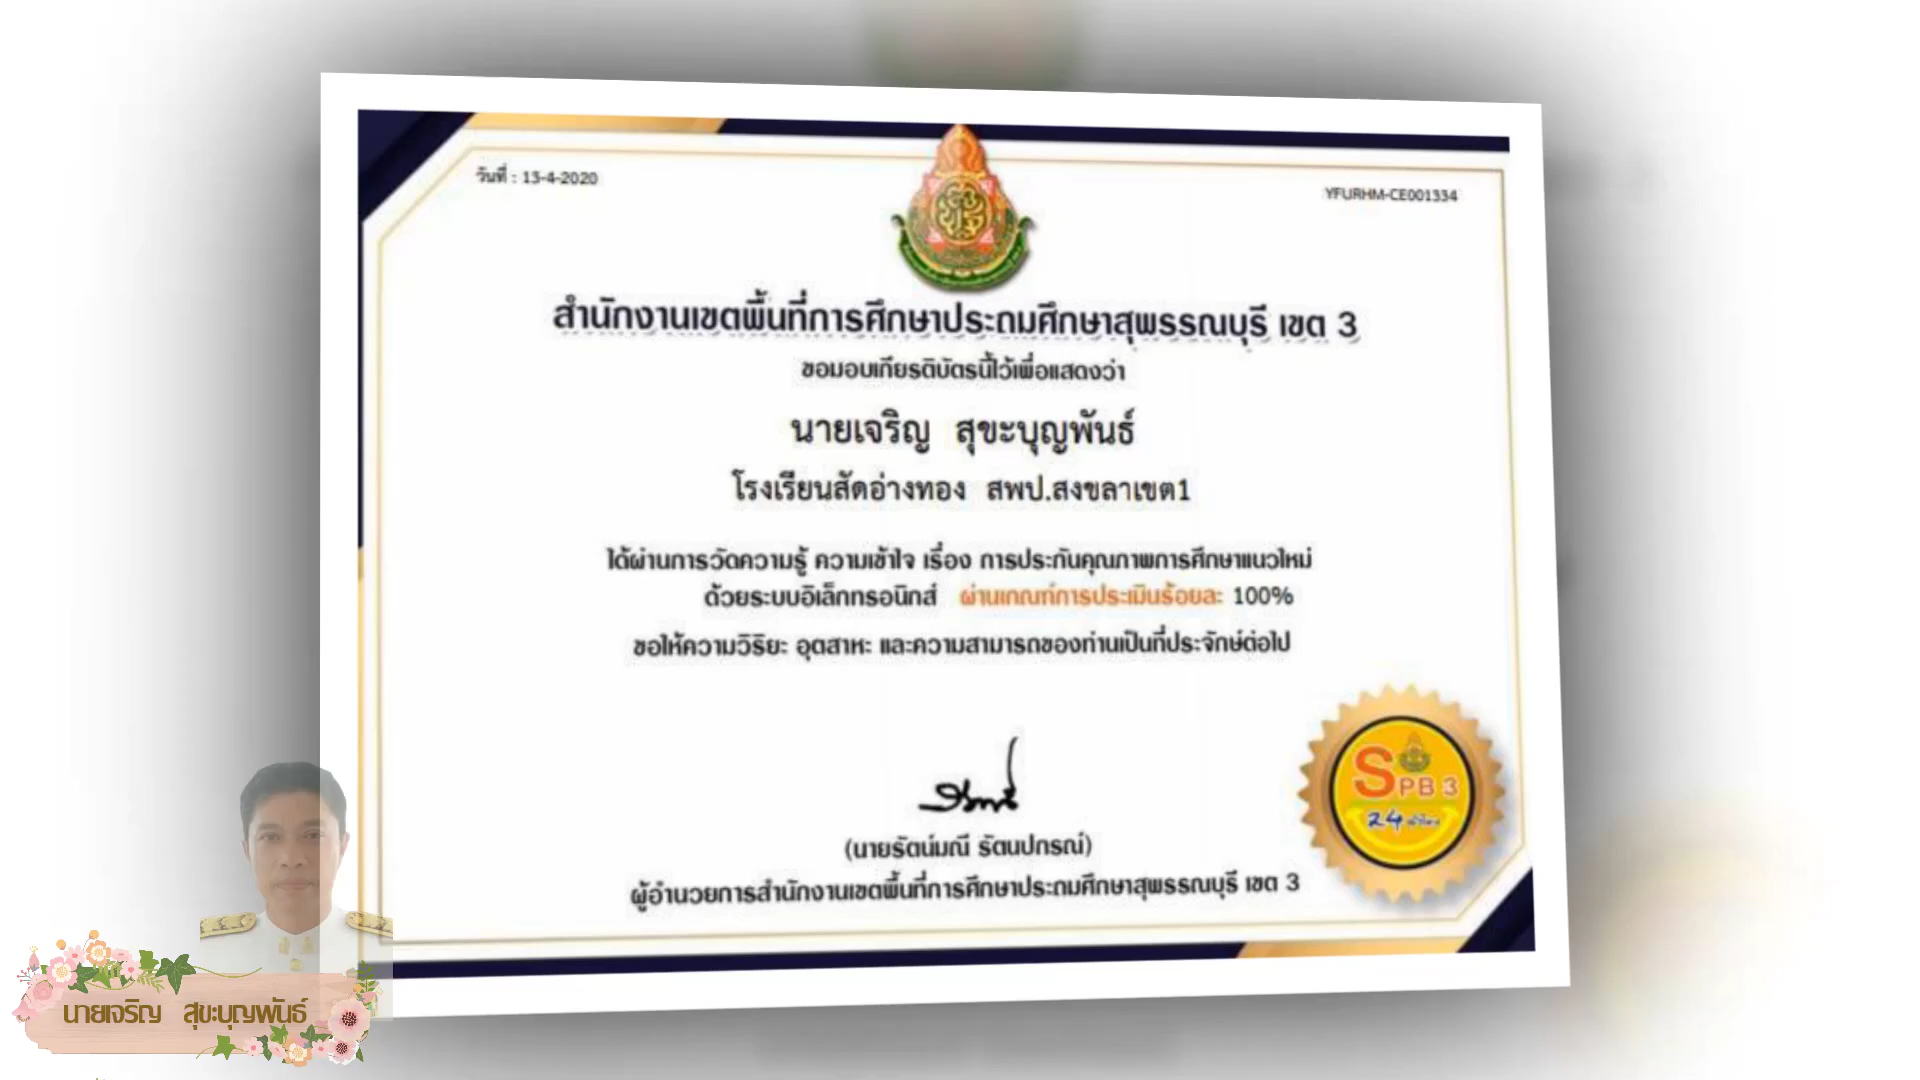 วันที่ : 13-4-2020
YFURHM-CE001334
สำนักงานเขตพื้นที่การศึกษาประถมศึกษาสุพรรณบุรี เขต 3
ขอมอบเกียรติบัตรนี้ไว้เพื่อแสดงว่า
นายเจริญ สุขะบุญพันธ์
โรงเรียนสัดอ่างทอง สพป.สงขลาเขต1
ได้ผ่านการวัดความรู้ ความเข้าใจ เรื่อง การประกันคุณภาพการศึกษาแนวใหม่
ด้วยระบบอิเล็กทรอนิกส์ ผ่านเกณฑ์การประเมินร้อยละ 100%
ขอให้ความวิริยะ อุตสาหะ และความสามารถของท่านเป็นที่ประจักษ์ต่อไป
(นายรัตน์มณี รัตนปกรณ์)
ผู้อำนวยการสำนักงานเขตพื้นที่การศึกษาประถมศึกษาสุพรรณบุรี เขต 3
SPB 3
24
นายเจริญ สุขะบุญพันธ์